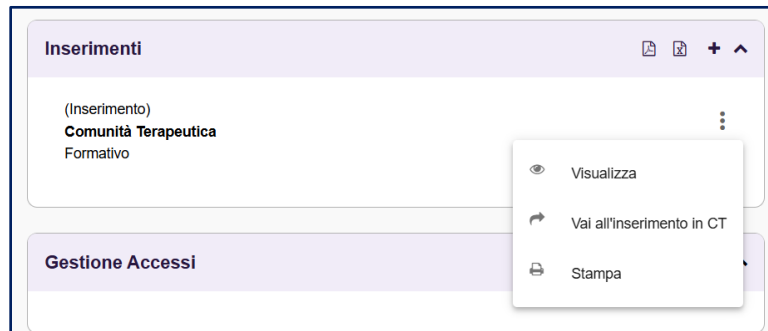 Inserimenti
(Inserimento)
Comunità Terapeutica
Formativo
Visualizza
Vai all'inserimento in CT
Stampa
Gestione Accessi